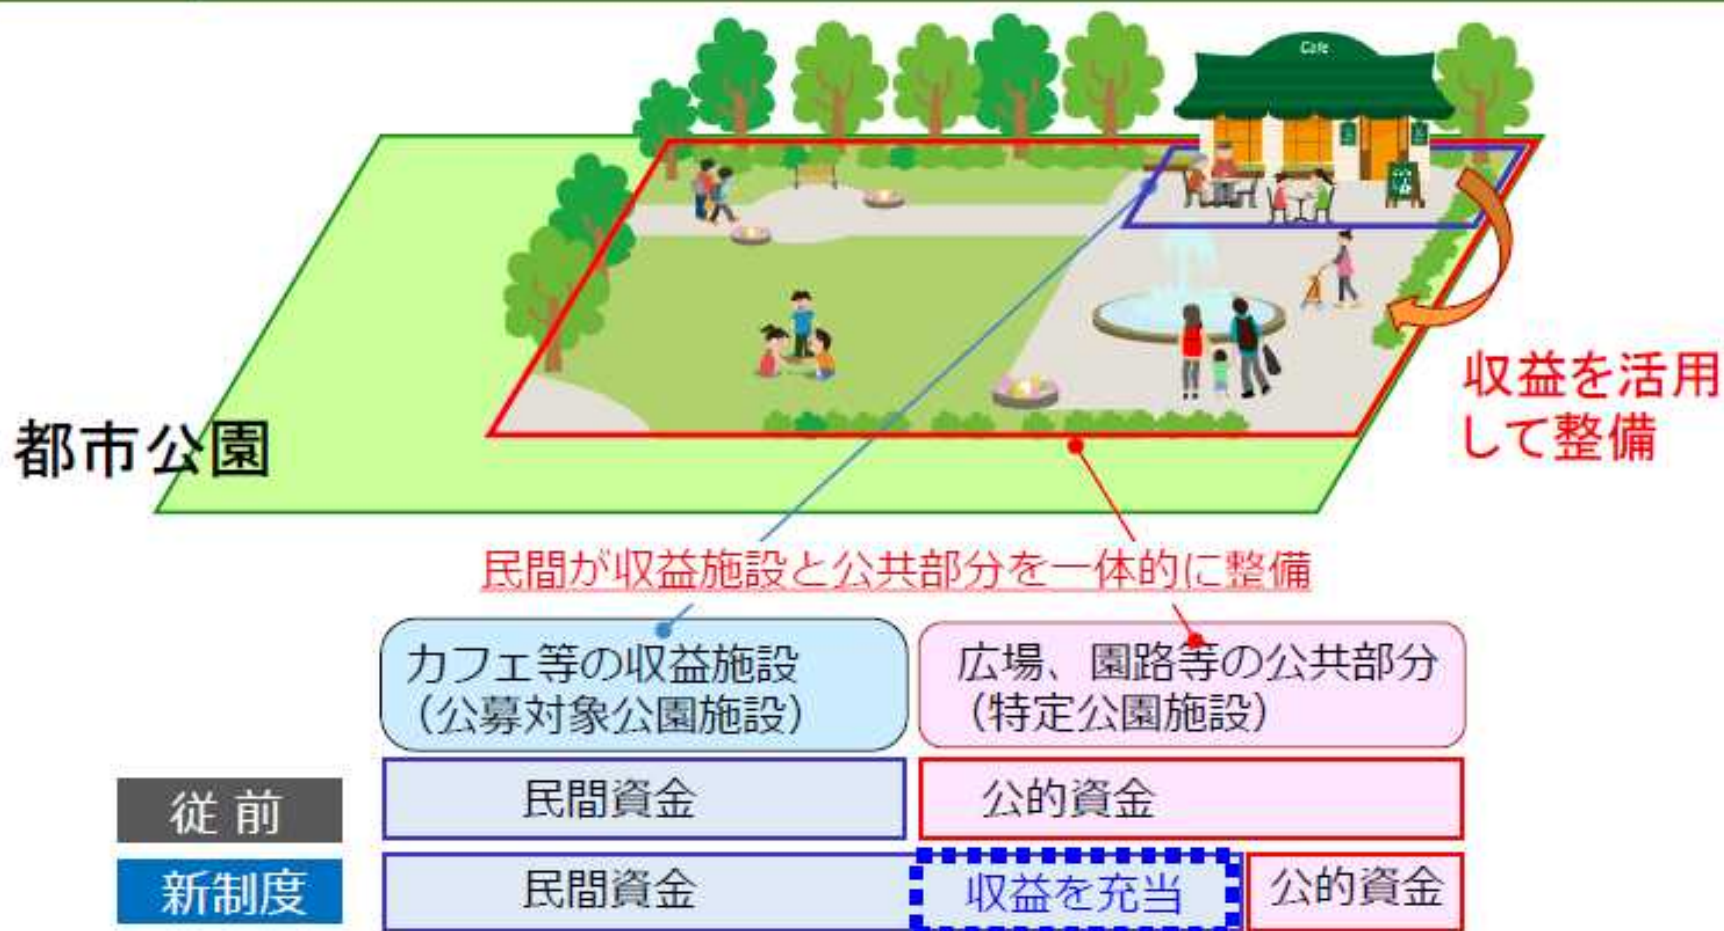 Cafe
都市公園
収益を活用
して整備
民間が収益施設と公共部分を一体的に整備
カフェ等の収益施設
（公募対象公園施設）
広場、園路等の公共部分
（特定公園施設）
従前
民間資金
公的資金
新制度
民間資金
収益を充当
公的資金